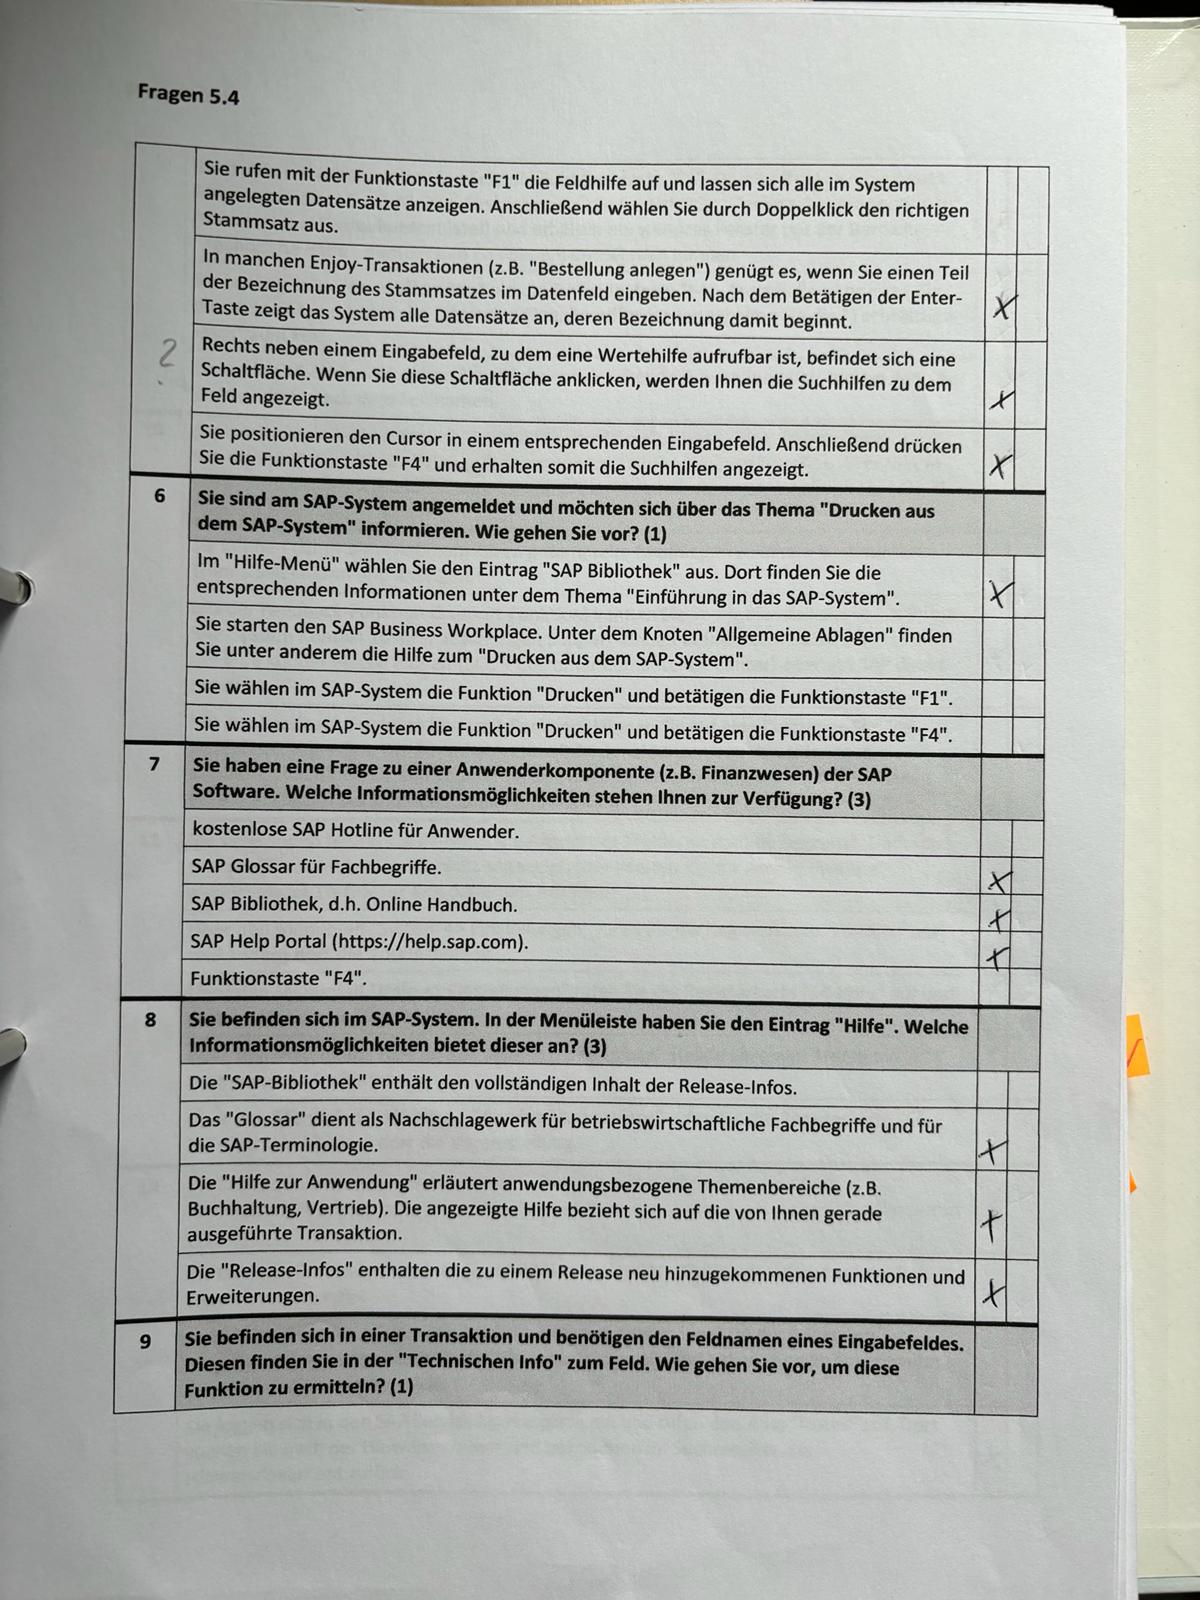 Fragen 5.4
Sie rufen mit der Funktionstaste "F1" die Feldhilfe auf und lassen sich alle im System
angelegten Datensätze anzeigen. Anschließend wählen Sie durch Doppelklick den richtigen
Stammsatz aus.
In manchen Enjoy-Transaktionen (z.B. "Bestellung anlegen") genügt es, wenn Sie einen Teil
der Bezeichnung des Stammsatzes im Datenfeld eingeben. Nach dem Betätigen der Enter-
Taste zeigt das System alle Datensätze an, deren Bezeichnung damit beginnt.
X
2
Rechts neben einem Eingabefeld, zu dem eine Wertehilfe aufrufbar ist, befindet sich eine
Schaltfläche. Wenn Sie diese Schaltfläche anklicken, werden Ihnen die Suchhilfen zu dem
Feld angezeigt.
X
Sie positionieren den Cursor in einem entsprechenden Eingabefeld. Anschließend drücken
Sie die Funktionstaste "F4" und erhalten somit die Suchhilfen angezeigt.
X
6
Sie sind am SAP-System angemeldet und möchten sich über das Thema "Drucken aus
dem SAP-System" informieren. Wie gehen Sie vor? (1)
Im "Hilfe-Menü" wählen Sie den Eintrag "SAP Bibliothek" aus. Dort finden Sie die
entsprechenden Informationen unter dem Thema "Einführung in das SAP-System".
X
Sie starten den SAP Business Workplace. Unter dem Knoten "Allgemeine Ablagen" finden
Sie unter anderem die Hilfe zum "Drucken aus dem SAP-System".
Sie wählen im SAP-System die Funktion "Drucken" und betätigen die Funktionstaste "F1".
Sie wählen im SAP-System die Funktion "Drucken" und betätigen die Funktionstaste "F4".
7
Sie haben eine Frage zu einer Anwenderkomponente (z.B. Finanzwesen) der SAP
Software. Welche Informationsmöglichkeiten stehen Ihnen zur Verfügung? (3)
kostenlose SAP Hotline für Anwender.
SAP Glossar für Fachbegriffe.
X
SAP Bibliothek, d.h. Online Handbuch.
X
SAP Help Portal (https://help.sap.com).
X
Funktionstaste "F4".
8
Sie befinden sich im SAP-System. In der Menüleiste haben Sie den Eintrag "Hilfe". Welche
Informationsmöglichkeiten bietet dieser an? (3)
Die "SAP-Bibliothek" enthält den vollständigen Inhalt der Release-Infos.
Das "Glossar" dient als Nachschlagewerk für betriebswirtschaftliche Fachbegriffe und für
die SAP-Terminologie.
X
Die "Hilfe zur Anwendung" erläutert anwendungsbezogene Themenbereiche (z.B.
Buchhaltung, Vertrieb). Die angezeigte Hilfe bezieht sich auf die von Ihnen gerade
ausgeführte Transaktion.
X
Die "Release-Infos" enthalten die zu einem Release neu hinzugekommenen Funktionen und
Erweiterungen.
X
9
Sie befinden sich in einer Transaktion und benötigen den Feldnamen eines Eingabefeldes.
Diesen finden Sie in der "Technischen Info" zum Feld. Wie gehen Sie vor, um diese
Funktion zu ermitteln? (1)